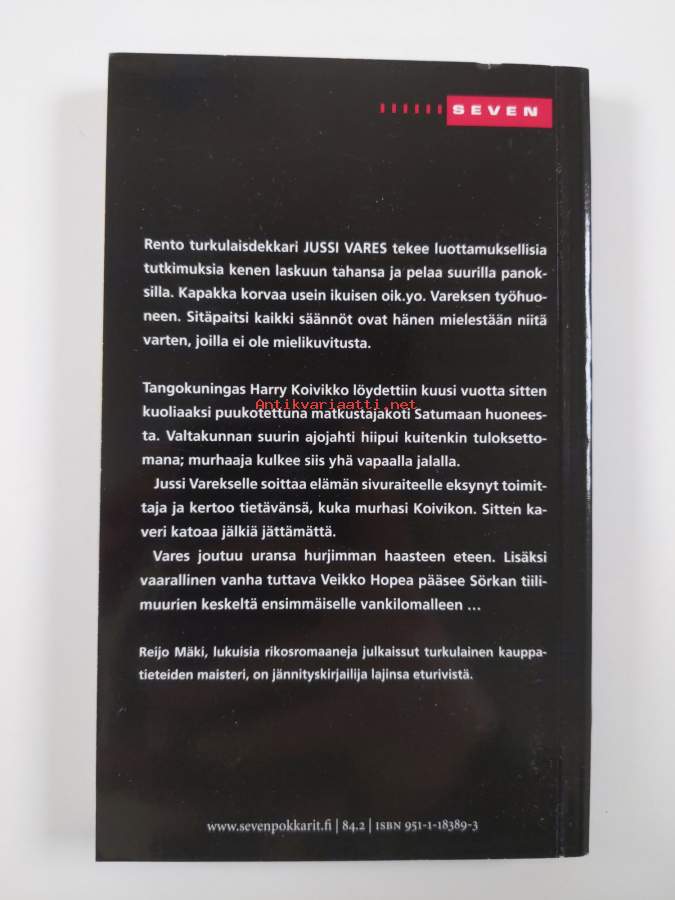 SEVEN
Rento turkulaisdekkari JUSSI VARES tekee luottamuksellisia
tutkimuksia kenen laskuun tahansa ja pelaa suurilla panok-
silla. Kapakka korvaa usein ikuisen oik.yo. Vareksen työhuo-
neen. Sitäpaitsi kaikki säännöt ovat hänen mielestään niitä
varten, joilla ei ole mielikuvitusta.
Tangokuningas Harry Koivikko löydettiin kuusi vuotta sitten
Antikvariaatti.net
kuoliaaksi puukotettuna matkustajakoti Satumaan huonees-
ta. Valtakunnan suurin ajojahti hiipui kuitenkin tuloksetto-
mana; murhaaja kulkee siis yhä vapaalla jalalla.
Jussi Varekselle soittaa elämän sivuraiteelle eksynyt toimit-
taja ja kertoo tietävänsä, kuka murhasi Koivikon. Sitten ka-
veri katoaa jälkiä jättämättä.
Vares joutuu uransa hurjimman haasteen eteen. Lisäksi
vaarallinen vanha tuttava Veikko Hopea pääsee Sörkan tiili-
muurien keskeltä ensimmäiselle vankilomalleen ...
Reijo Mäki, lukuisia rikosromaaneja julkaissut turkulainen kauppa-
tieteiden maisteri, on jännityskirjailija lajinsa eturivistä.
www.sevenpokkarit.fi | 84.2 | ISBN 951-1-18389-3